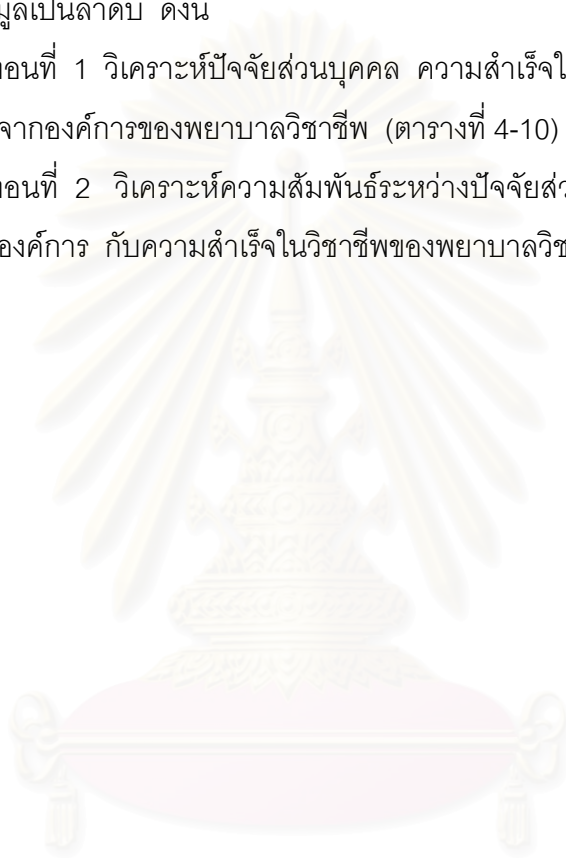 มูลเป็นลำดับ ดังนี้
ตอนที่ 1 วิเคราะห์ปัจจัยส่วนบุคคล ความสำเร็จใ
จากองค์การของพยาบาลวิชาชีพ (ตารางที่ 4-10)
ตอนที่ 2 วิเคราะห์ความสัมพันธ์ระหว่างปัจจัยส่ว
องค์การ กับความสำเร็จในวิชาชีพของพยาบาลวิช